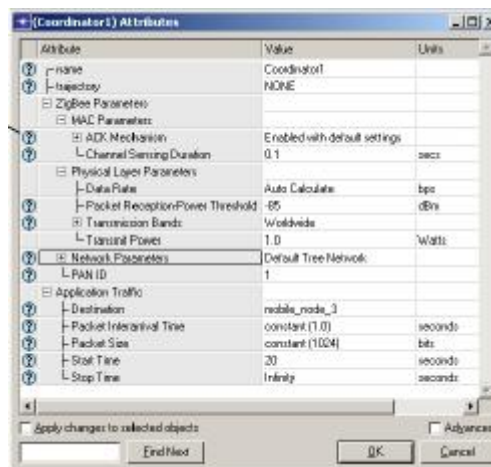 (Coordinator1) Attributes
Attribute Value Units
name Coordinator1
trajectory NONE
ZigBee Parameters
MAC Parameters
ACK Mechanism Enabled with default settings
Channel Sensing Duration 0.1 secs
Physical Layer Parameters
Data Rate Auto Calculate bps
Packet Reception-Power Threshold -85 dBm
Transmission Bands Worldwide
Transmit Power 1.0 Watts
Network Parameters Default Tree Network
PAN ID 1
Application Traffic
Destination mobile_node_3
Packet Interarrival Time constant (1.0) seconds
Packet Size constant (1024) bits
Start Time 20 seconds
Stop Time Infinity seconds
Apply changes to selected objects Advanced
Find Next OK Cancel